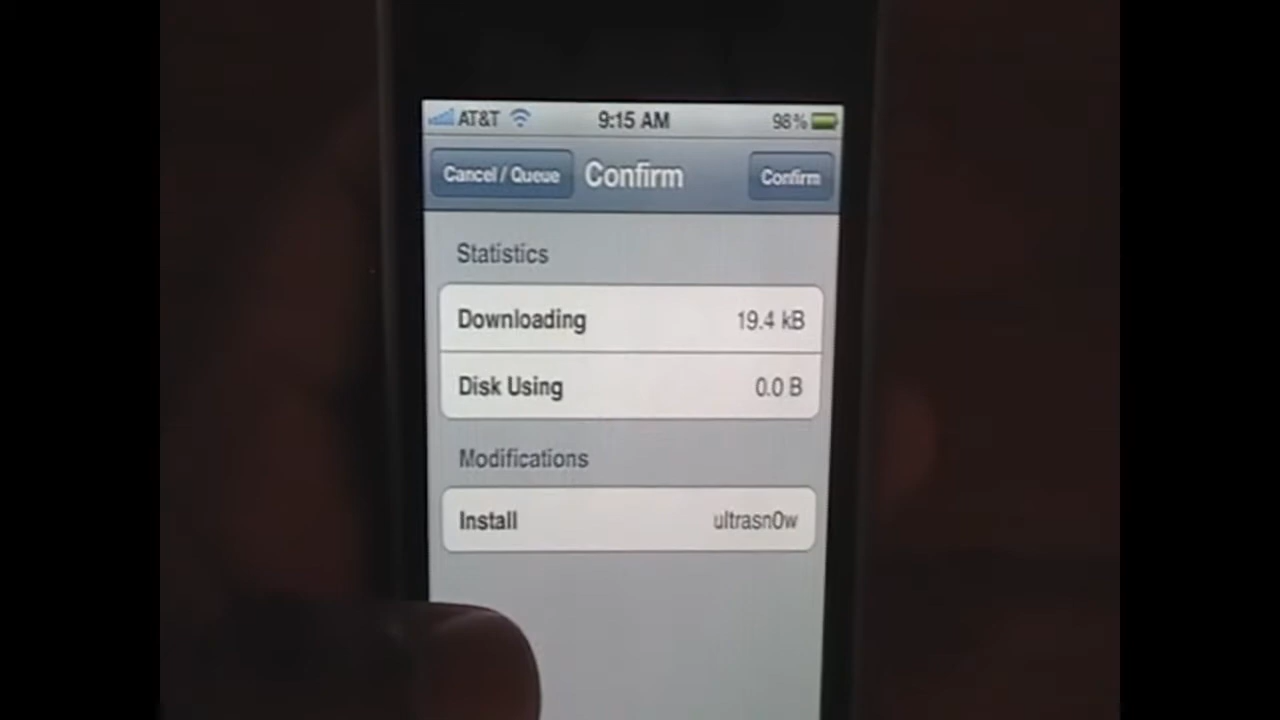 AT&T 9:15 AM 98%
Cancel / Queue Confirm Confirm
Statistics
Downloading 19.4 kB
Disk Using 0.0 B
Modifications
Install ultrasn0w